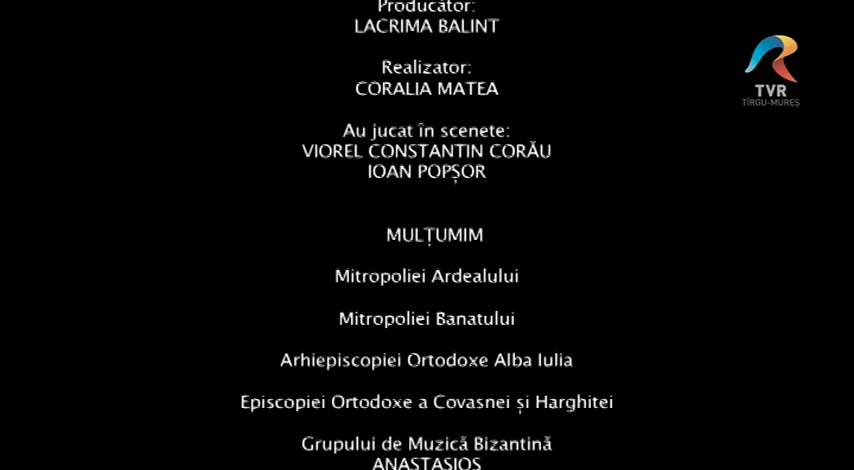 Producător:
LACRIMA BALINT
Realizator:
CORALIA MATEA
Au jucat în scenete:
VIOREL CONSTANTIN CORĂU
IOAN POPȘOR
MULȚUMIM
Mitropoliei Ardealului
Mitropoliei Banatului
Arhiepiscopiei Ortodoxe Alba Iulia
Episcopiei Ortodoxe a Covasnei și Harghitei
Grupului de Muzică Bizantină
ANASTASIOS
TVR
TÎRGU-MUREȘ